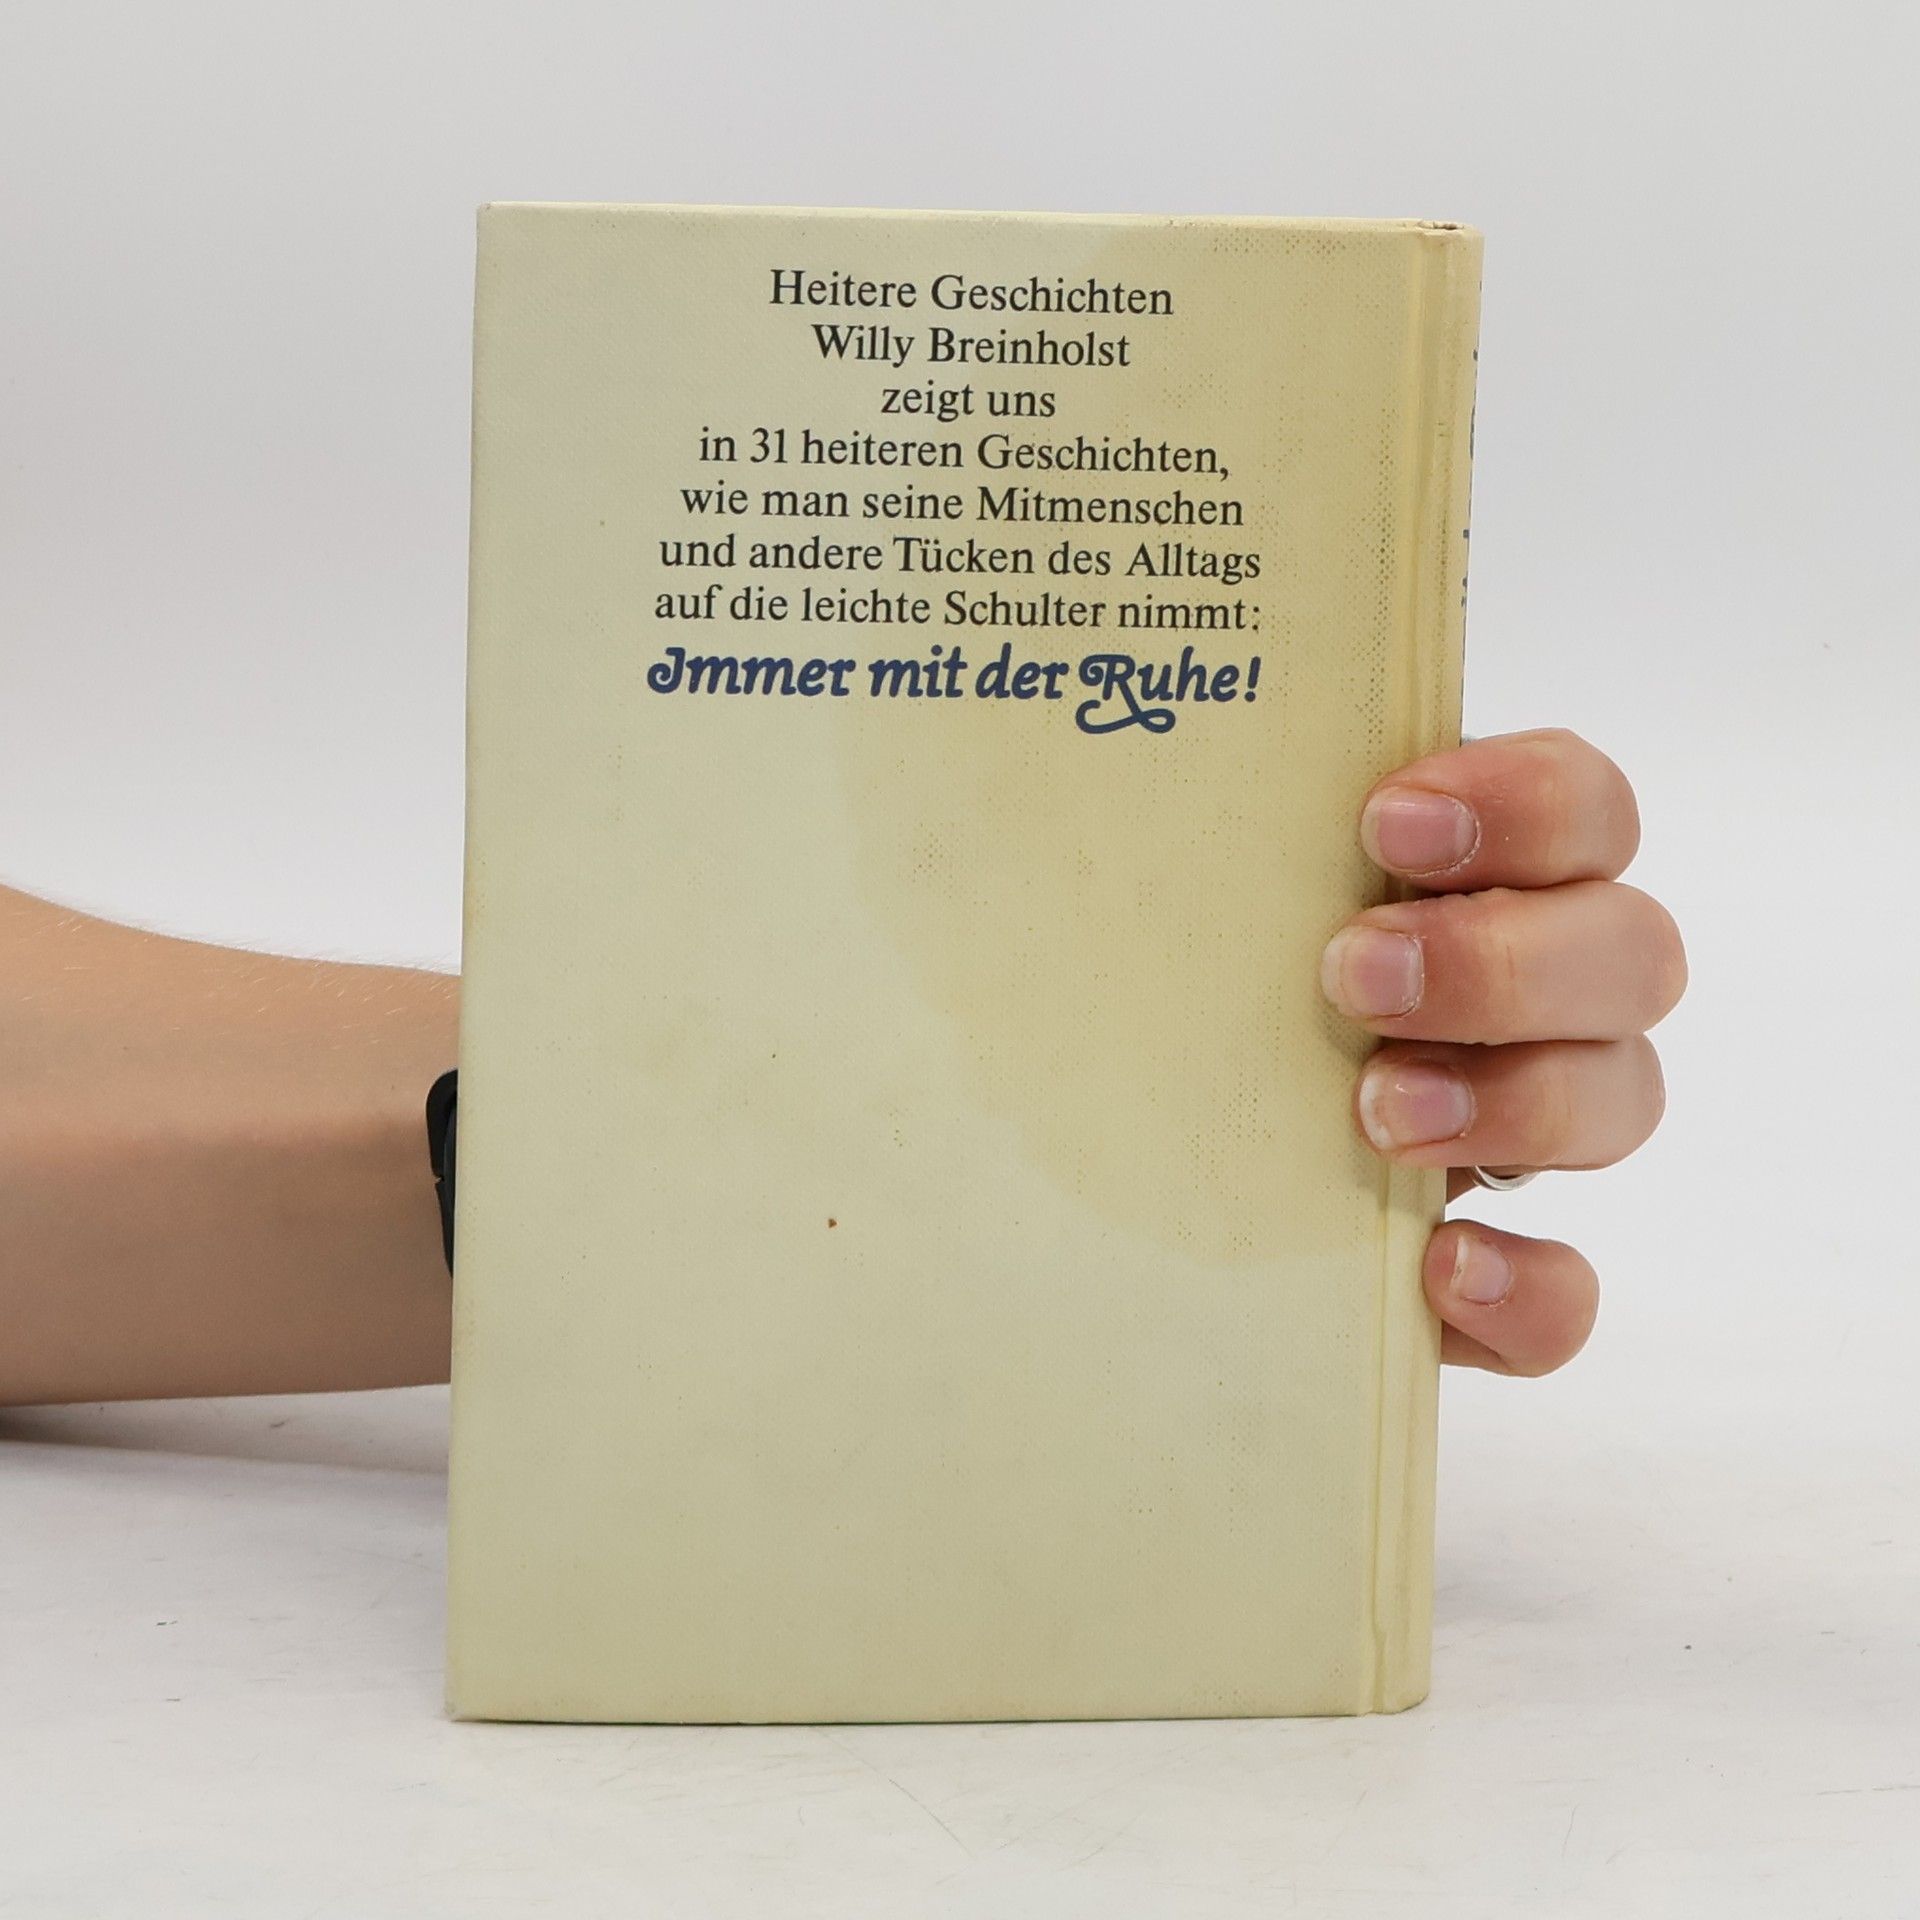 Heitere Geschichten
Willy Breinholst
zeigt uns
in 31 heiteren Geschichten,
wie man seine Mitmenschen
und andere Tücken des Alltags
auf die leichte Schulter nimmt:
Immer mit der Ruhe!